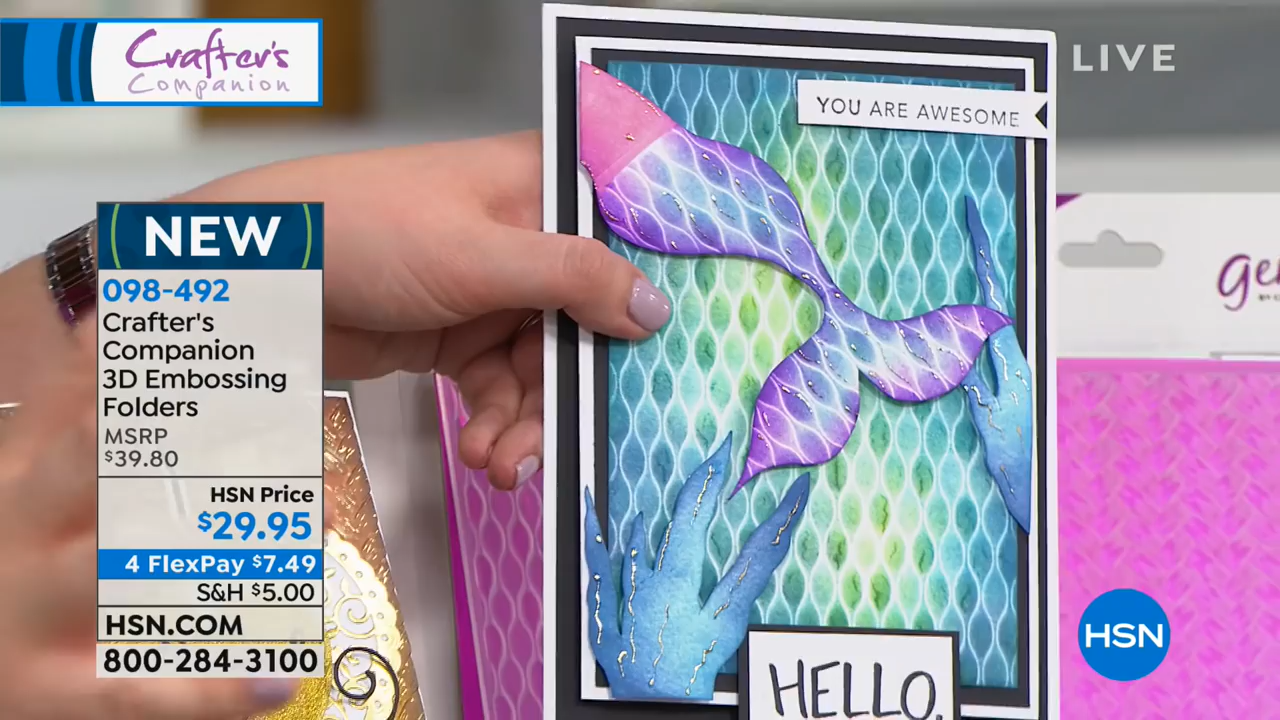 Crafter's
Companion
LIVE
YOU ARE AWESOME
NEW
098-492
Crafter's
Companion
3D Embossing
Folders
MSRP
$39.80
HSN Price
$29.95
4 FlexPay $7.49
S&H $5.00
HSN.COM
800-284-3100
HSN
HELLO.